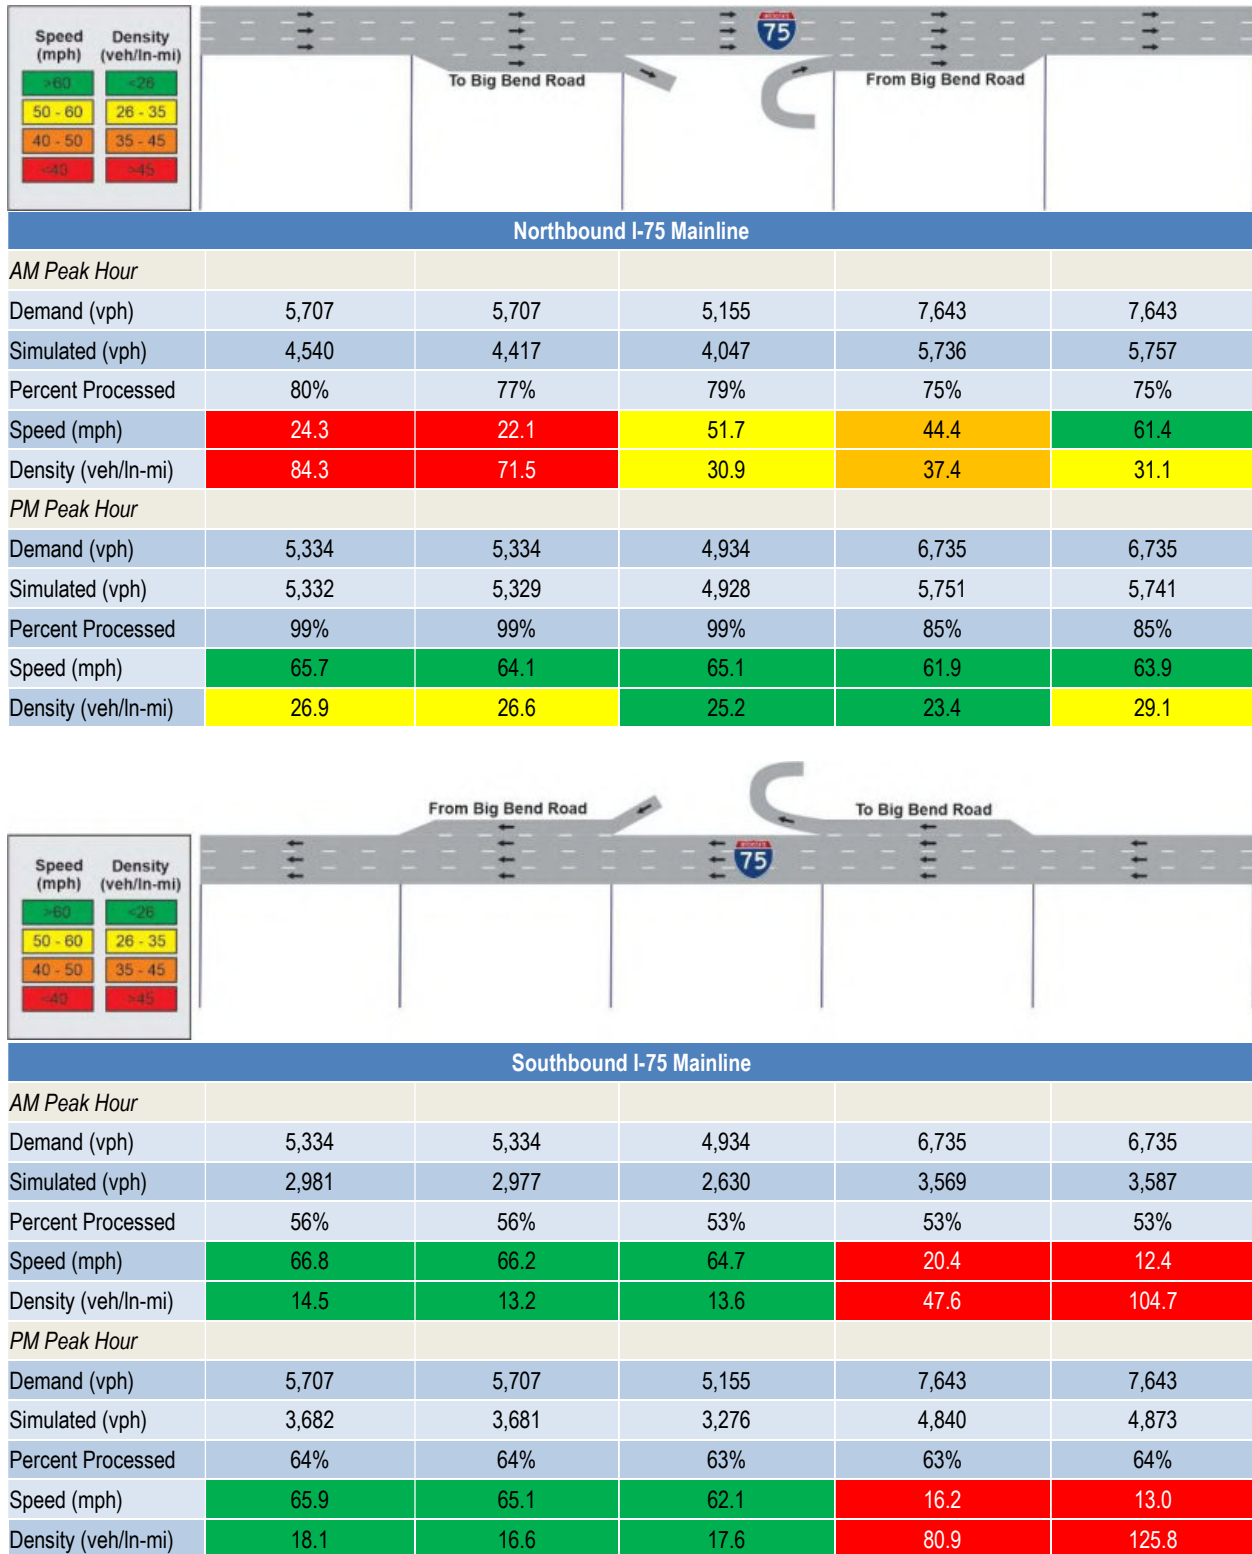 Speed Density
(mph) (veh/ln-mi)
>60 <26
50 - 60 26 - 35
40 - 50 35 - 45
<40 >45
75
To Big Bend Road
From Big Bend Road
Northbound I-75 Mainline
AM Peak Hour
Demand (vph) 5,707 5,707 5,155 7,643 7,643
Simulated (vph) 4,540 4,417 4,047 5,736 5,757
Percent Processed 80% 77% 79% 75% 75%
Speed (mph) 24.3 22.1 51.7 44.4 61.4
Density (veh/ln-mi) 84.3 71.5 30.9 37.4 31.1
PM Peak Hour
Demand (vph) 5,334 5,334 4,934 6,735 6,735
Simulated (vph) 5,332 5,329 4,928 5,751 5,741
Percent Processed 99% 99% 99% 85% 85%
Speed (mph) 65.7 64.1 65.1 61.9 63.9
Density (veh/ln-mi) 26.9 26.6 25.2 23.4 29.1
From Big Bend Road
To Big Bend Road
75
Speed Density
(mph) (veh/ln-mi)
>60 <26
50 - 60 26 - 35
40 - 50 35 - 45
<40 >45
Southbound I-75 Mainline
AM Peak Hour
Demand (vph) 5,334 5,334 4,934 6,735 6,735
Simulated (vph) 2,981 2,977 2,630 3,569 3,587
Percent Processed 56% 56% 53% 53% 53%
Speed (mph) 66.8 66.2 64.7 20.4 12.4
Density (veh/ln-mi) 14.5 13.2 13.6 47.6 104.7
PM Peak Hour
Demand (vph) 5,707 5,707 5,155 7,643 7,643
Simulated (vph) 3,682 3,681 3,276 4,840 4,873
Percent Processed 64% 64% 63% 63% 64%
Speed (mph) 65.9 65.1 62.1 16.2 13.0
Density (veh/ln-mi) 18.1 16.6 17.6 80.9 125.8